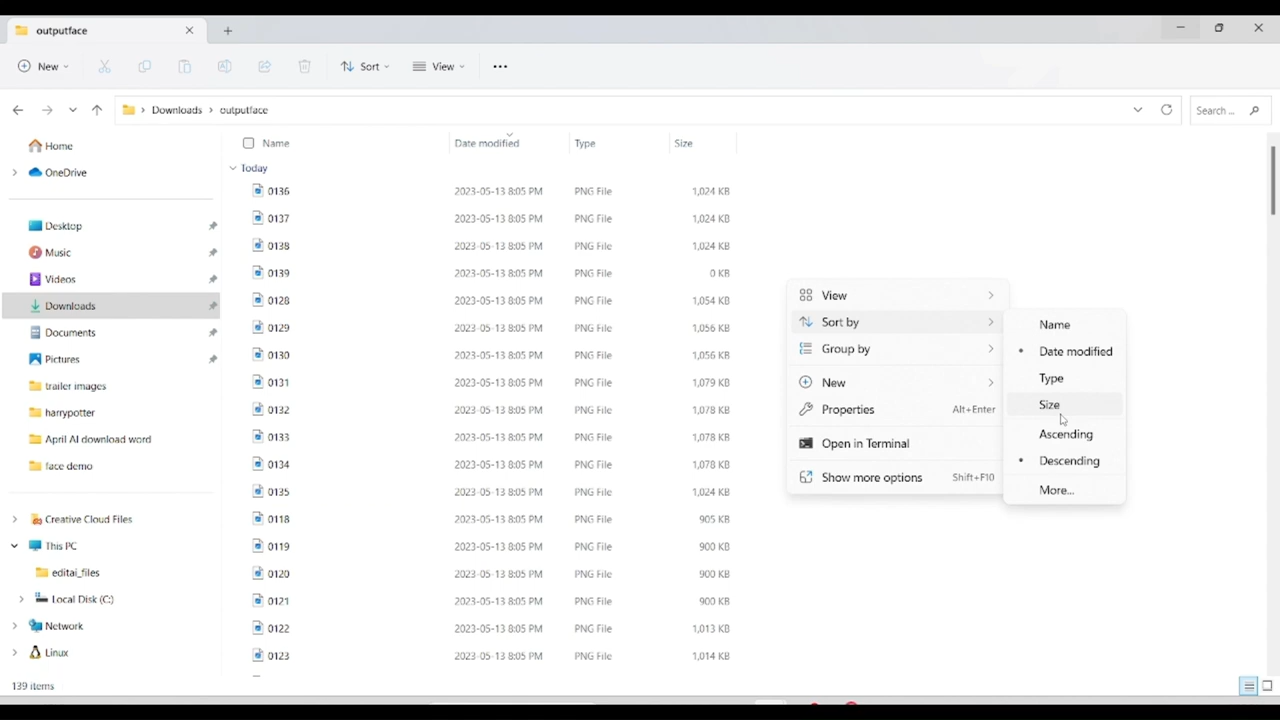 outputface
New
Sort
View
Downloads > outputface
Search ...
Home
OneDrive
Desktop
Music
Videos
Downloads
Documents
Pictures
trailer images
harrypotter
April AI download word
face demo
Creative Cloud Files
This PC
editai_files
Local Disk (C:)
Network
Linux
139 items
Name Date modified Type Size
Today
0136 2023-05-13 8:05 PM PNG File 1,024 KB
0137 2023-05-13 8:05 PM PNG File 1,024 KB
0138 2023-05-13 8:05 PM PNG File 1,024 KB
0139 2023-05-13 8:05 PM PNG File 0 KB
0128 2023-05-13 8:05 PM PNG File 1,054 KB
0129 2023-05-13 8:05 PM PNG File 1,056 KB
0130 2023-05-13 8:05 PM PNG File 1,056 KB
0131 2023-05-13 8:05 PM PNG File 1,079 KB
0132 2023-05-13 8:05 PM PNG File 1,078 KB
0133 2023-05-13 8:05 PM PNG File 1,078 KB
0134 2023-05-13 8:05 PM PNG File 1,078 KB
0135 2023-05-13 8:05 PM PNG File 1,024 KB
0118 2023-05-13 8:05 PM PNG File 905 KB
0119 2023-05-13 8:05 PM PNG File 900 KB
0120 2023-05-13 8:05 PM PNG File 900 KB
0121 2023-05-13 8:05 PM PNG File 900 KB
0122 2023-05-13 8:05 PM PNG File 1,013 KB
0123 2023-05-13 8:05 PM PNG File 1,014 KB
View
Sort by
Group by
New
Properties Alt+Enter
Open in Terminal
Show more options Shift+F10
Name
Date modified
Type
Size
Ascending
Descending
More...